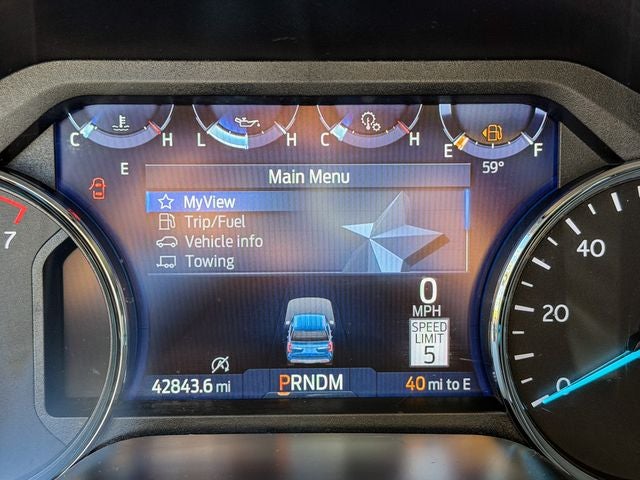 C H L H C H E F
E
59°
Main Menu
MyView
Trip/Fuel
Vehicle info
Towing
7
40
20
0
0
MPH
SPEED
LIMIT
5
42843.6 mi
PRNDM
40 mi to E